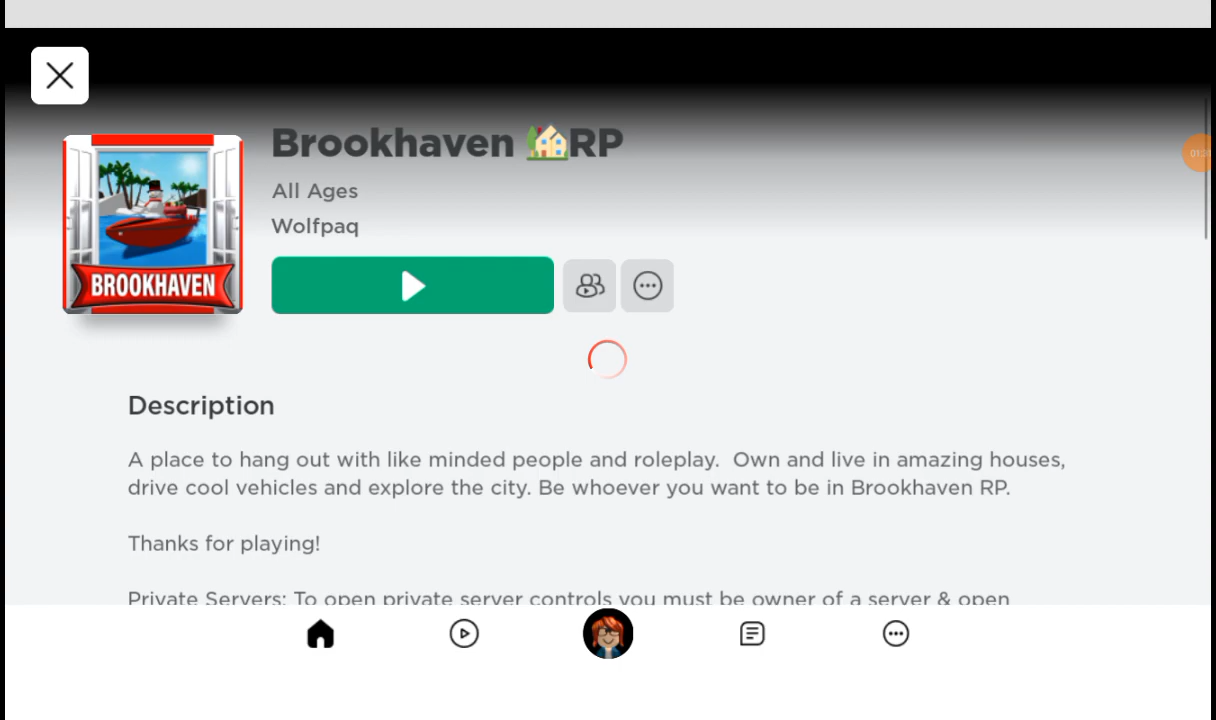 Brookhaven 🏡RP
All Ages
Wolfpaq
BROOKHAVEN
Description
A place to hang out with like minded people and roleplay.  Own and live in amazing houses,
drive cool vehicles and explore the city. Be whoever you want to be in Brookhaven RP.
Thanks for playing!
Private Servers: To open private server controls you must be owner of a server & open